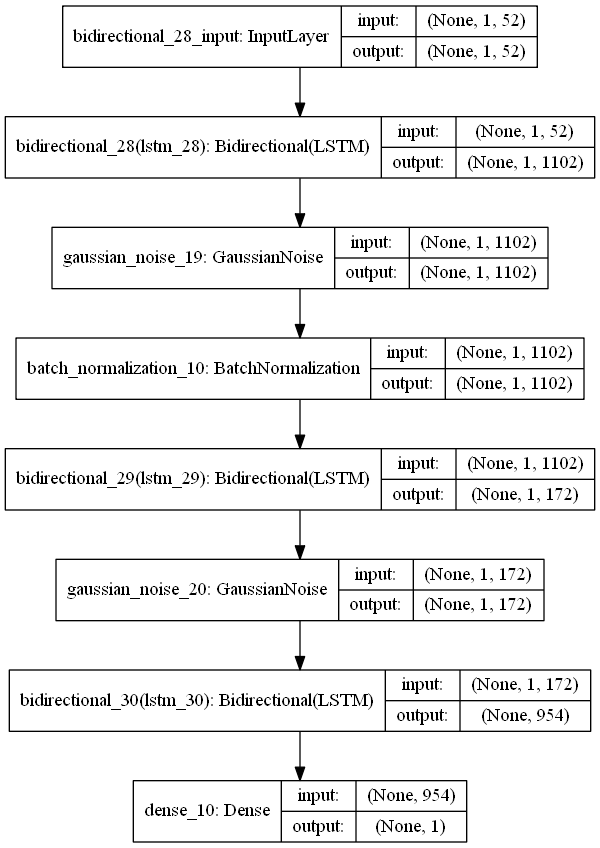 bidirectional_28_input: InputLayer
input: (None, 1, 52)
output: (None, 1, 52)
bidirectional_28(lstm_28): Bidirectional(LSTM)
input: (None, 1, 52)
output: (None, 1, 1102)
gaussian_noise_19: GaussianNoise
input: (None, 1, 1102)
output: (None, 1, 1102)
batch_normalization_10: BatchNormalization
input: (None, 1, 1102)
output: (None, 1, 1102)
bidirectional_29(lstm_29): Bidirectional(LSTM)
input: (None, 1, 1102)
output: (None, 1, 172)
gaussian_noise_20: GaussianNoise
input: (None, 1, 172)
output: (None, 1, 172)
bidirectional_30(lstm_30): Bidirectional(LSTM)
input: (None, 1, 172)
output: (None, 954)
dense_10: Dense
input: (None, 954)
output: (None, 1)